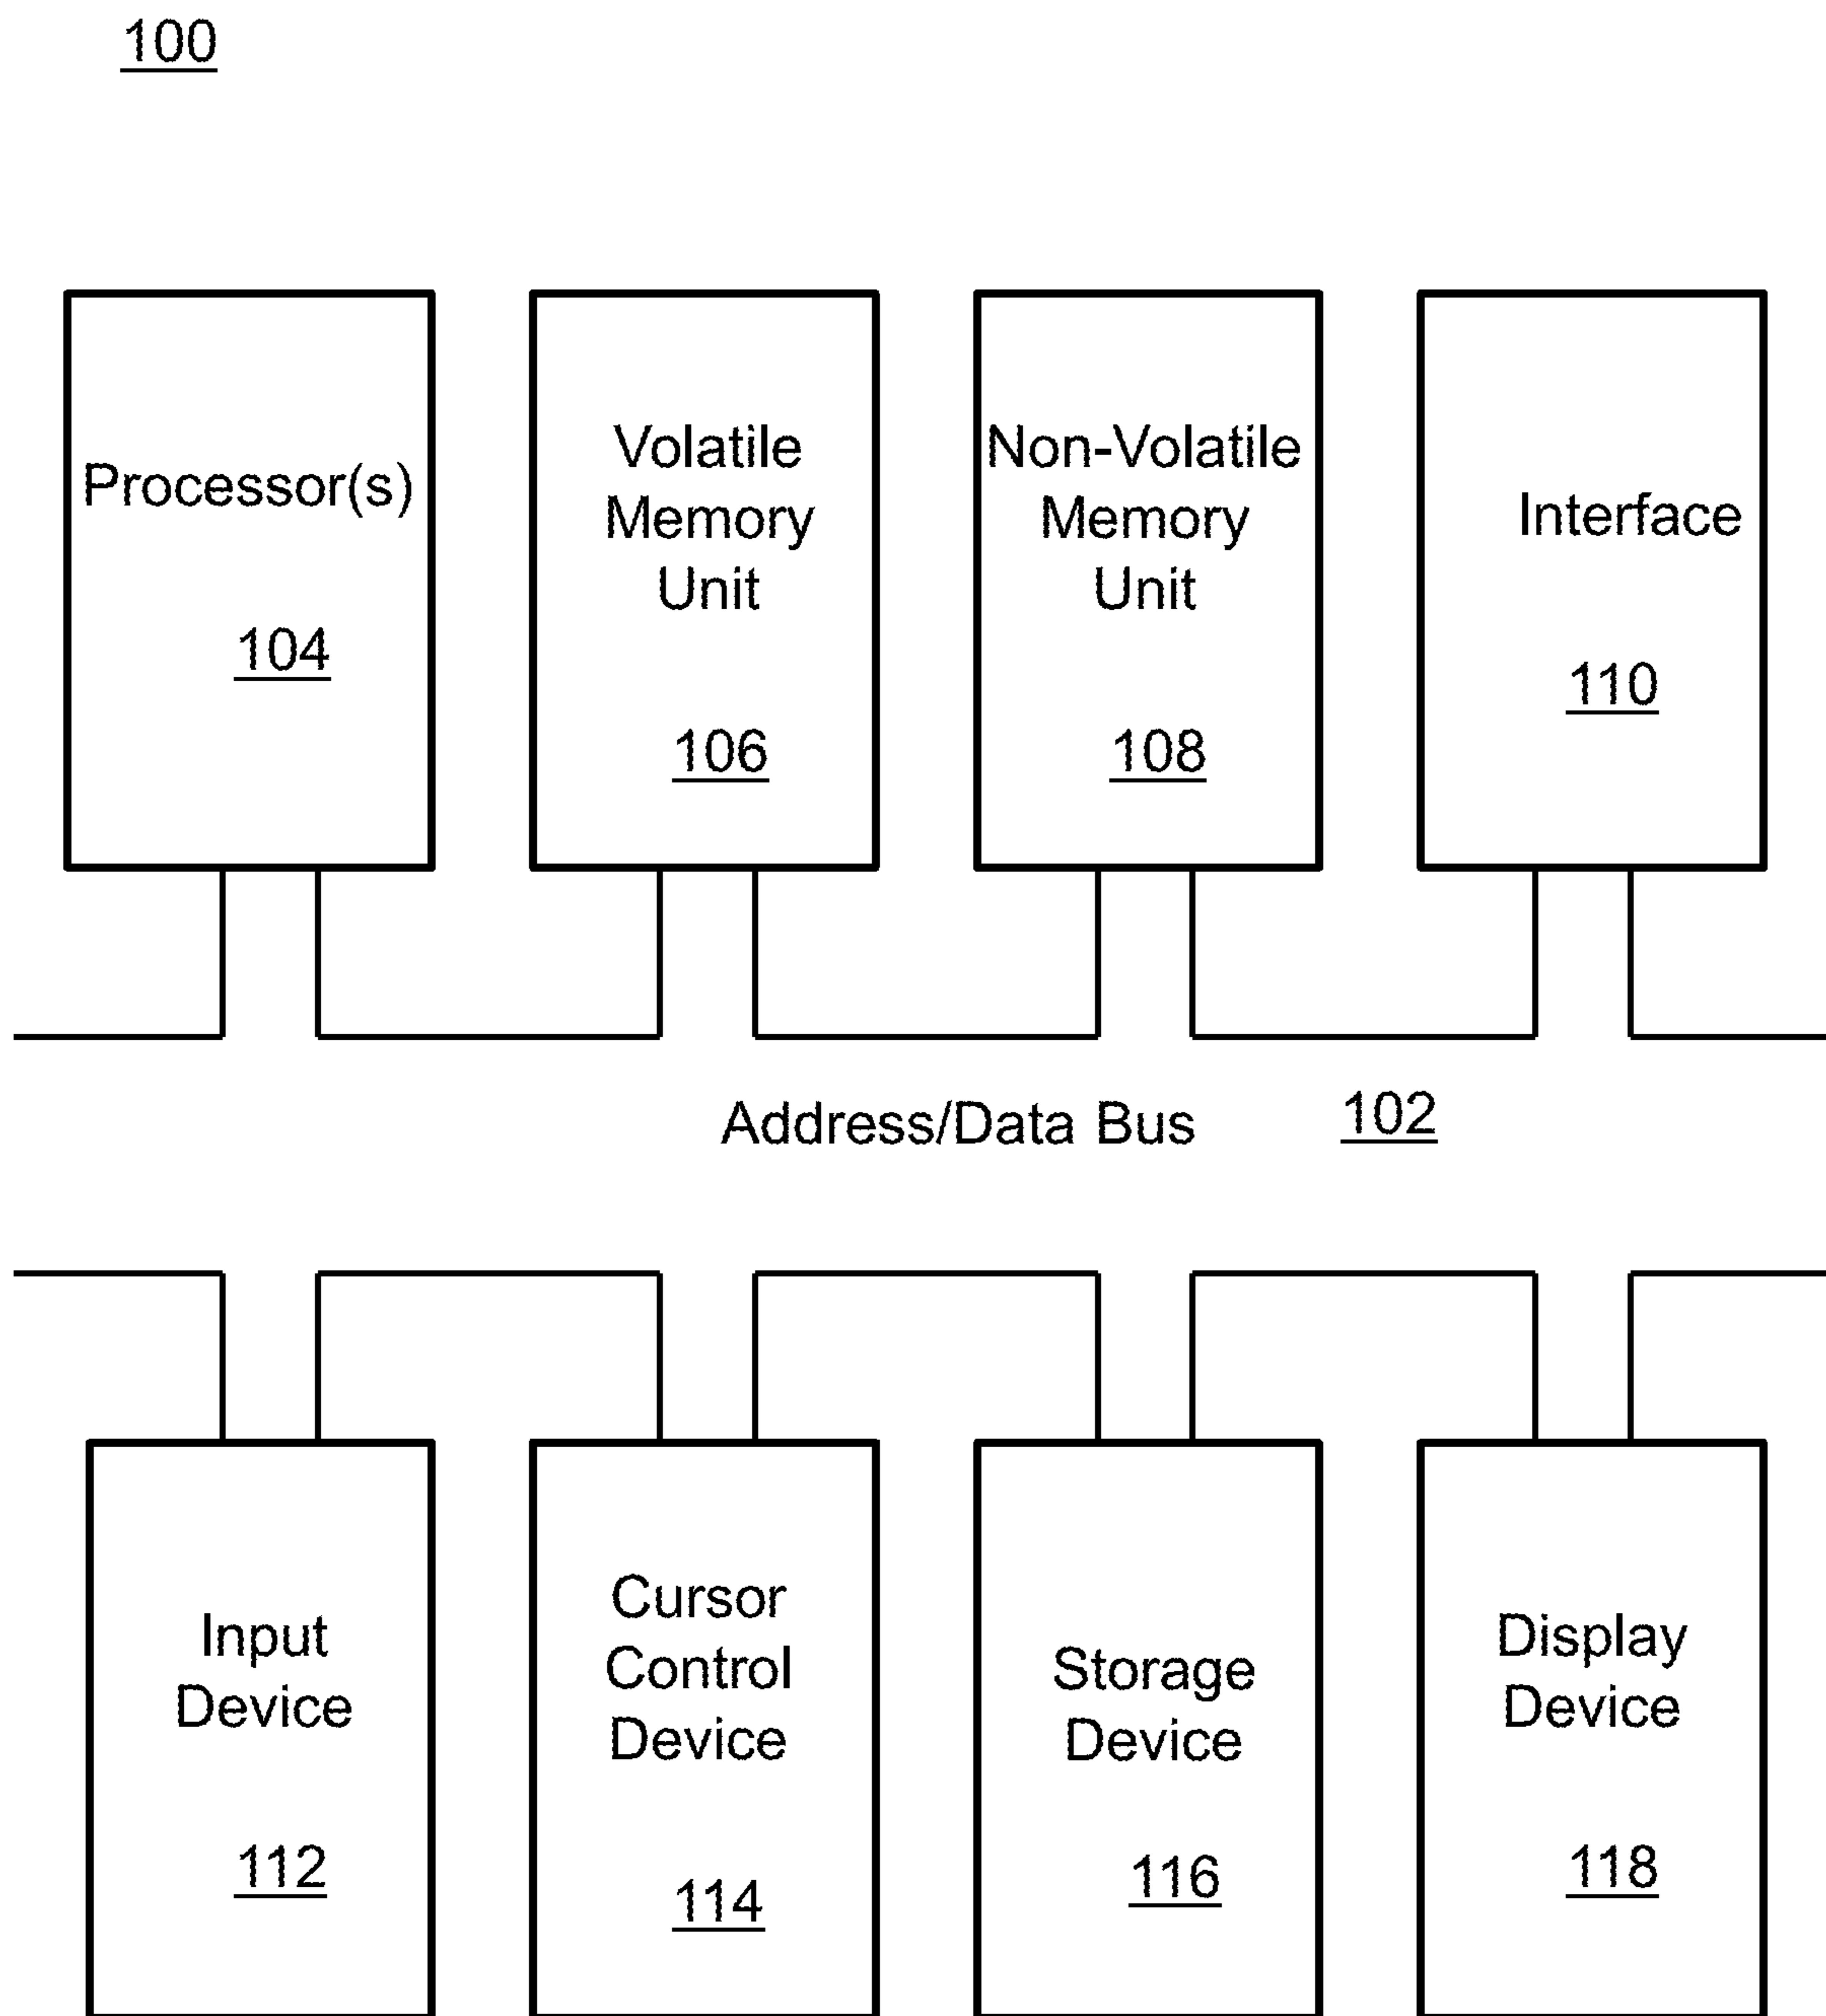 100
Processor(s)
104
Volatile
Memory
Unit
106
Non-Volatile
Memory
Unit
108
Interface
110
Address/Data Bus 102
Input
Device
112
Cursor
Control
Device
114
Storage
Device
116
Display
Device
118